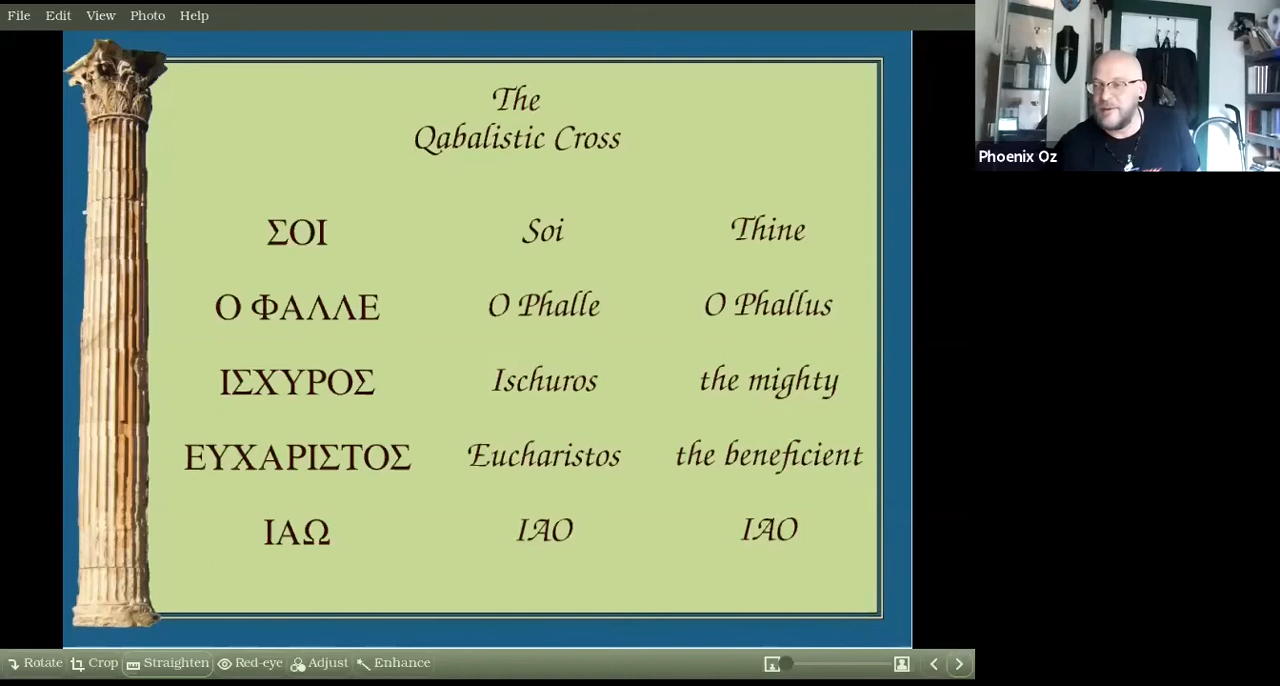 File Edit View Photo Help
The
Qabalistic Cross
ΣΟΙ Soi Thine
Ο ΦΑΛΛΕ O Phalle O Phallus
ΙΣΧΥΡΟΣ Ischuros the mighty
ΕΥΧΑΡΙΣΤΟΣ Eucharistos the beneficient
ΙΑΩ IAO IAO
Rotate Crop Straighten Red-eye Adjust Enhance
Phoenix Oz